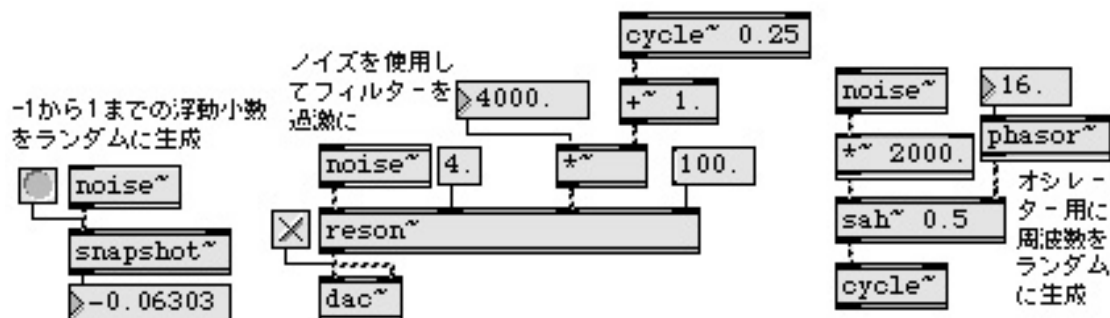 -1から1までの浮動小数
をランダムに生成
noise~
snapshot~
-0.06303
ノイズを使用し
てフィルターを
過激に
4000.
cycle~ 0.25
+~ 1.
noise~
4.
*~
100.
reson~
dac~
noise~
16.
*~ 2000.
phasor~
sah~ 0.5
cycle~
オシレー
ター用に
周波数を
ランダム
に生成